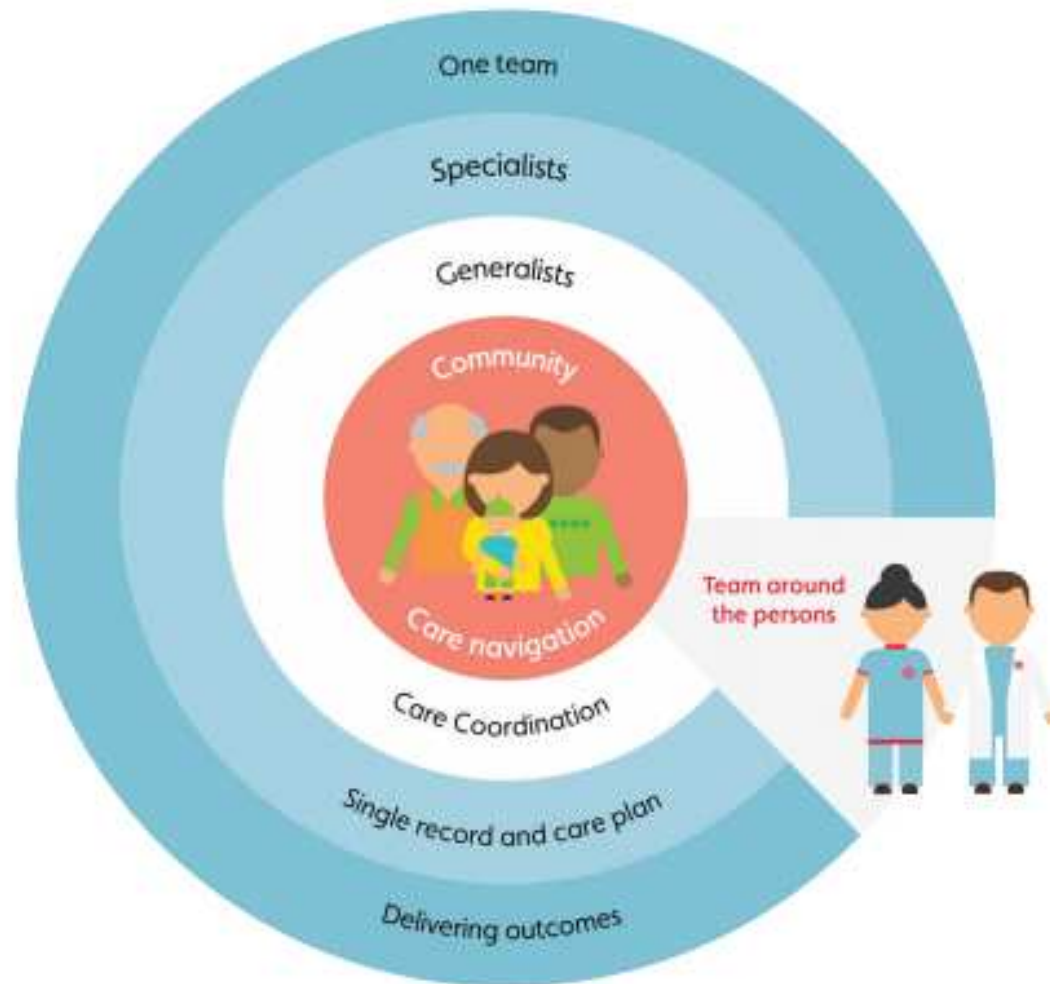 One team
Specialists
Generalists
Community
Care navigation
Team around
the persons
Care Coordination
Single record and care plan
Delivering outcomes